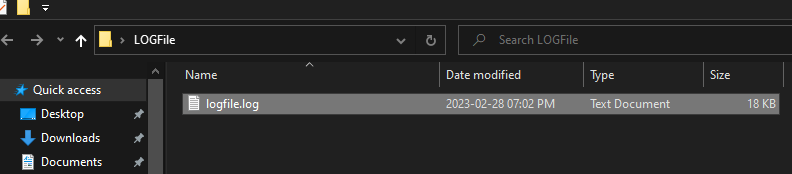 LOGFile
Search LOGFile
Quick access
Desktop
Downloads
Documents
Name Date modified Type Size
logfile.log 2023-02-28 07:02 PM Text Document 18 KB